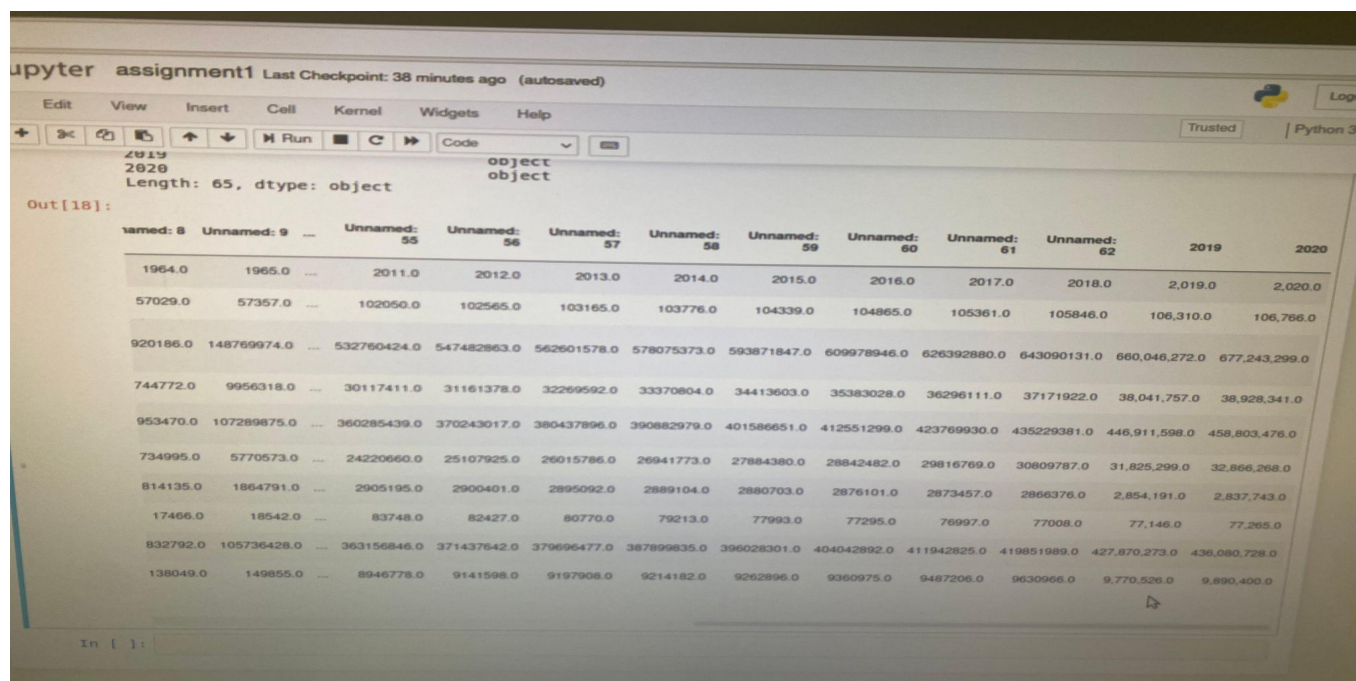 upyter assignment1 Last Checkpoint: 38 minutes ago (autosaved)
Logo
Edit View Insert Cell Kernel Widgets Help
Trusted | Python 3
Run Code
2019 object
2020 object
Length: 65, dtype: object
Out[18]:
named: 8 Unnamed: 9 ... Unnamed: 55 Unnamed: 56 Unnamed: 57 Unnamed: 58 Unnamed: 59 Unnamed: 60 Unnamed: 61 Unnamed: 62 2019 2020
1964.0 1965.0 ... 2011.0 2012.0 2013.0 2014.0 2015.0 2016.0 2017.0 2018.0 2,019.0 2,020.0
57029.0 57357.0 ... 102050.0 102565.0 103165.0 103776.0 104339.0 104865.0 105361.0 105846.0 106,310.0 106,766.0
920186.0 148769974.0 ... 532760424.0 547482863.0 562601578.0 578075373.0 593871847.0 609978946.0 626392880.0 643090131.0 660,046,272.0 677,243,299.0
744772.0 9956318.0 ... 30117411.0 31161378.0 32269592.0 33370804.0 34413603.0 35383028.0 36296111.0 37171922.0 38,041,757.0 38,928,341.0
953470.0 107289875.0 ... 360285439.0 370243017.0 380437896.0 390882979.0 401586651.0 412551299.0 423769930.0 435229381.0 446,911,598.0 458,803,476.0
734995.0 5770573.0 ... 24220660.0 25107925.0 26015786.0 26941773.0 27884380.0 28842482.0 29816769.0 30809787.0 31,825,299.0 32,866,268.0
814135.0 1864791.0 ... 2905195.0 2900401.0 2895092.0 2889104.0 2880703.0 2876101.0 2873457.0 2866376.0 2,854,191.0 2,837,743.0
17466.0 18542.0 ... 83748.0 82427.0 80770.0 79213.0 77993.0 77295.0 76997.0 77008.0 77,146.0 77,265.0
832792.0 105736428.0 ... 363156846.0 371437642.0 379696477.0 387899835.0 396028301.0 404042892.0 411942825.0 419851989.0 427,870,273.0 436,080,728.0
138049.0 149855.0 ... 8946778.0 9141598.0 9197908.0 9214182.0 9262896.0 9360975.0 9487206.0 9630966.0 9,770,526.0 9,890,400.0
In [ ]: